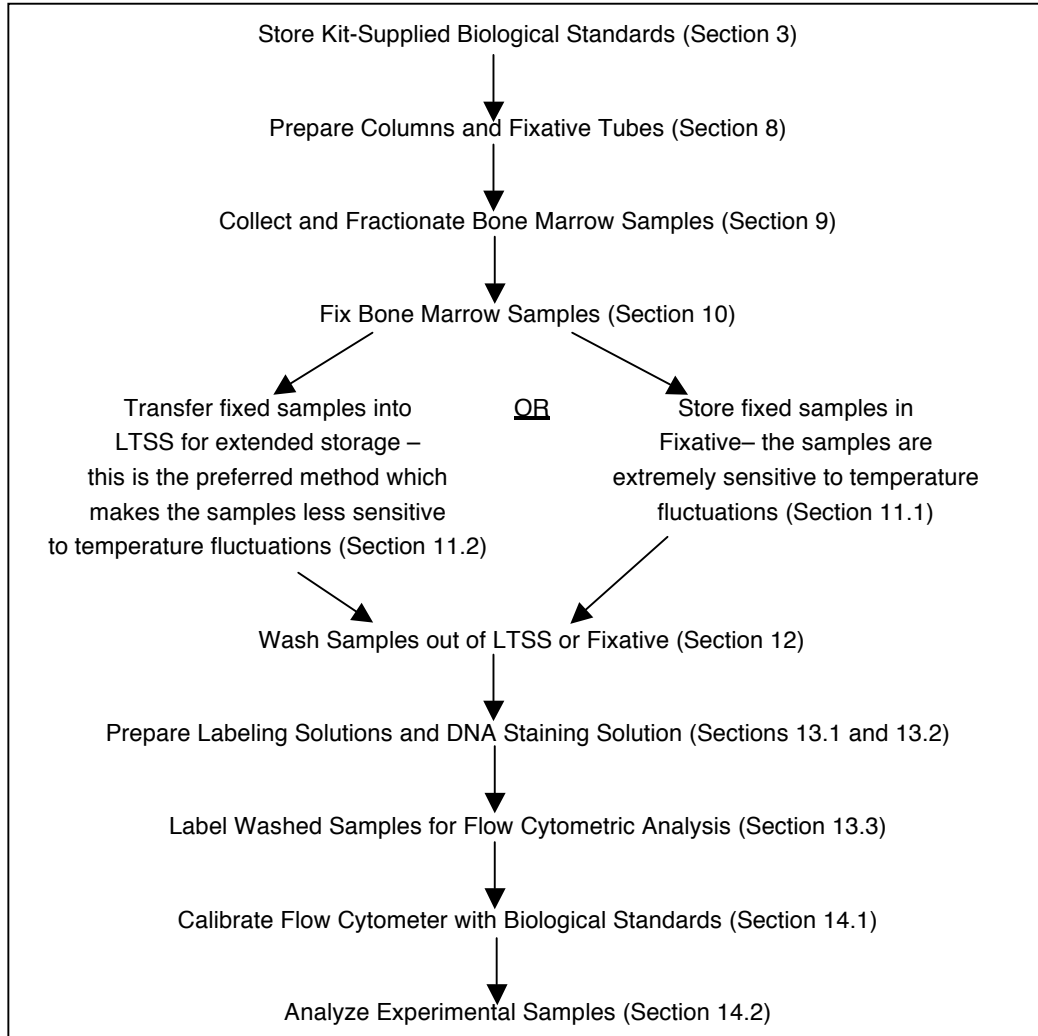 Store Kit-Supplied Biological Standards (Section 3)
Prepare Columns and Fixative Tubes (Section 8)
Collect and Fractionate Bone Marrow Samples (Section 9)
Fix Bone Marrow Samples (Section 10)
Transfer fixed samples into
LTSS for extended storage –
this is the preferred method which
makes the samples less sensitive
to temperature fluctuations (Section 11.2)
OR
Store fixed samples in
Fixative– the samples are
extremely sensitive to temperature
fluctuations (Section 11.1)
Wash Samples out of LTSS or Fixative (Section 12)
Prepare Labeling Solutions and DNA Staining Solution (Sections 13.1 and 13.2)
Label Washed Samples for Flow Cytometric Analysis (Section 13.3)
Calibrate Flow Cytometer with Biological Standards (Section 14.1)
Analyze Experimental Samples (Section 14.2)